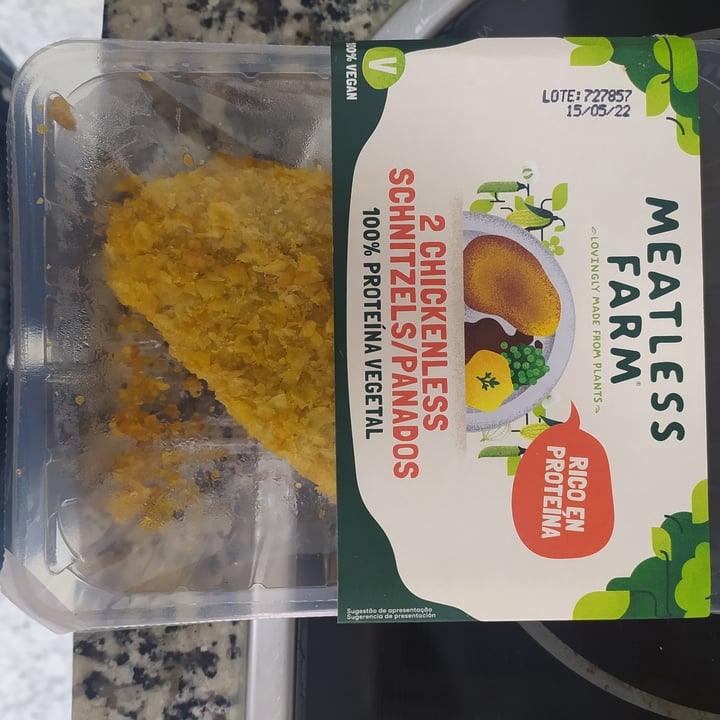 MEATLESS
FARM®
LOVINGLY MADE FROM PLANTS
LOTE: 727857
15/05/22
RICO EN
PROTEÍNA
2 CHICKENLESS
SCHNITZELS/PANADOS
100% PROTEÍNA VEGETAL
V
100% VEGAN
Sugestão de apresentação
Sugerencia de presentación